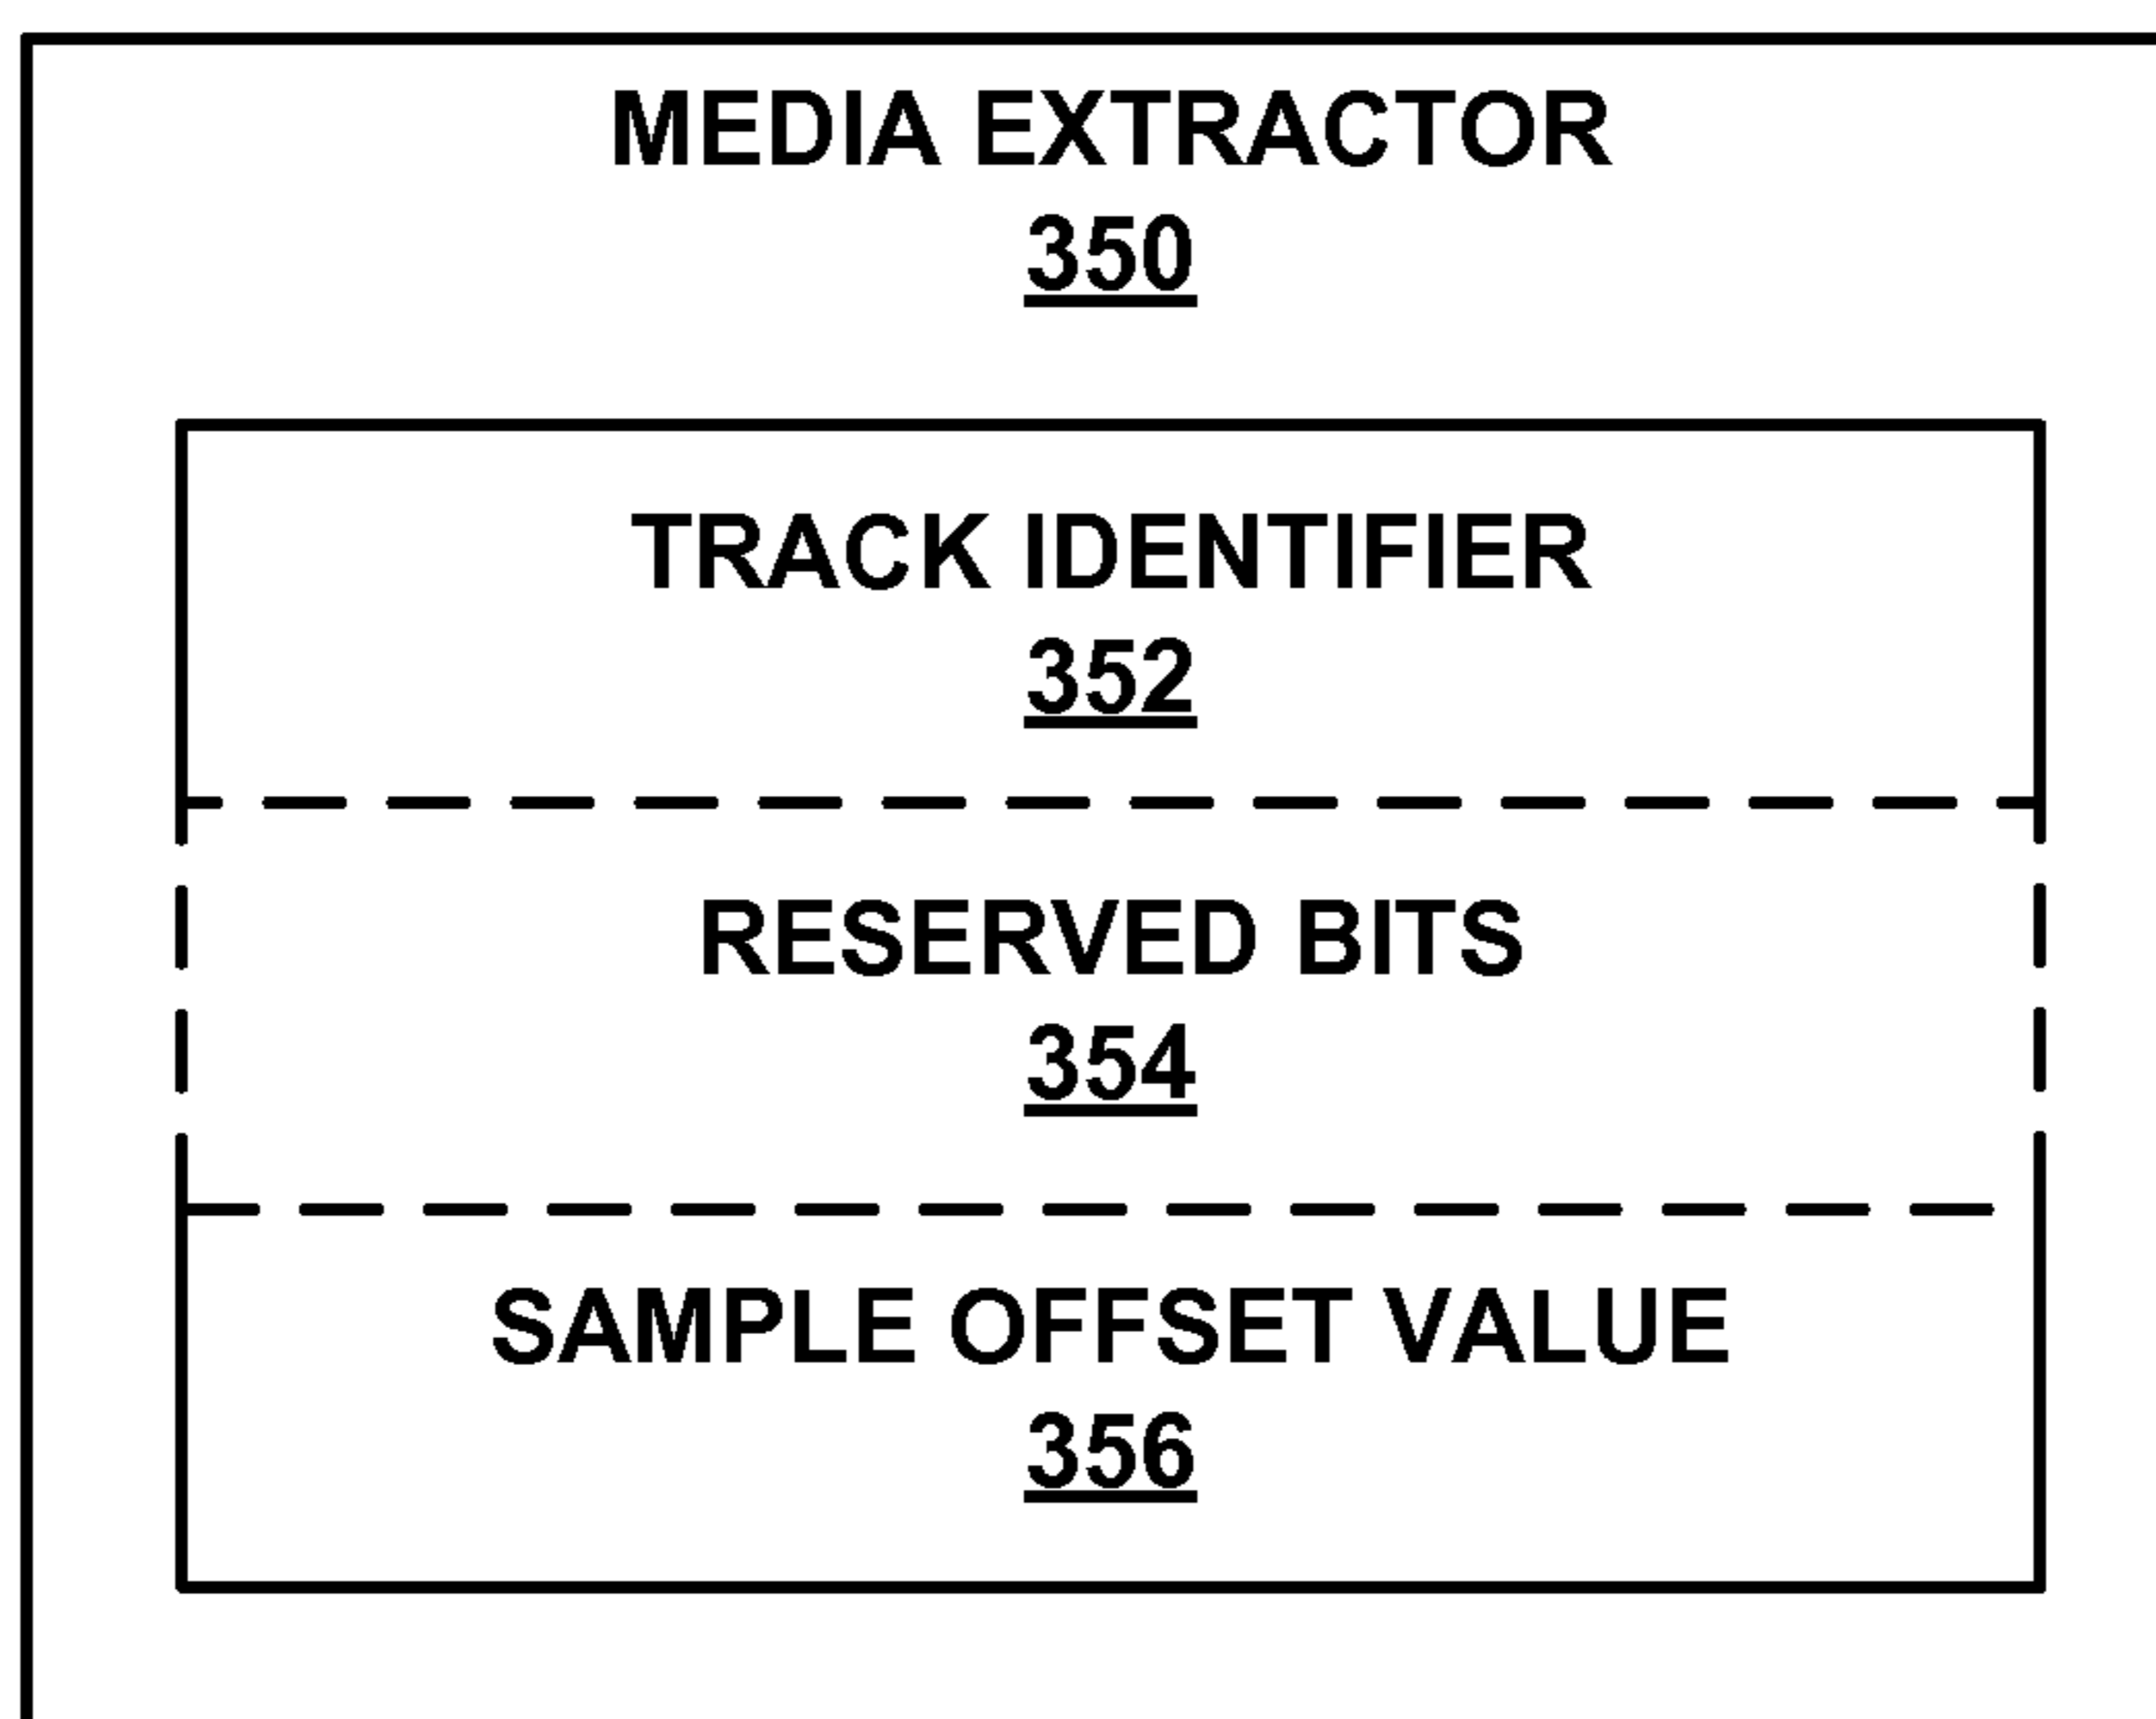 MEDIA EXTRACTOR
350
TRACK IDENTIFIER
352
RESERVED BITS
354
SAMPLE OFFSET VALUE
356